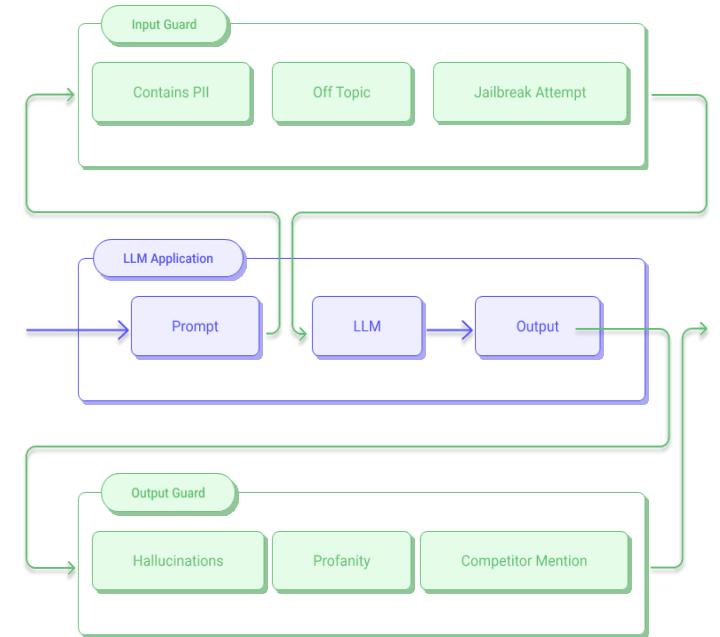 Input Guard
Contains PII
Off Topic
Jailbreak Attempt
LLM Application
Prompt
LLM
Output
Output Guard
Hallucinations
Profanity
Competitor Mention